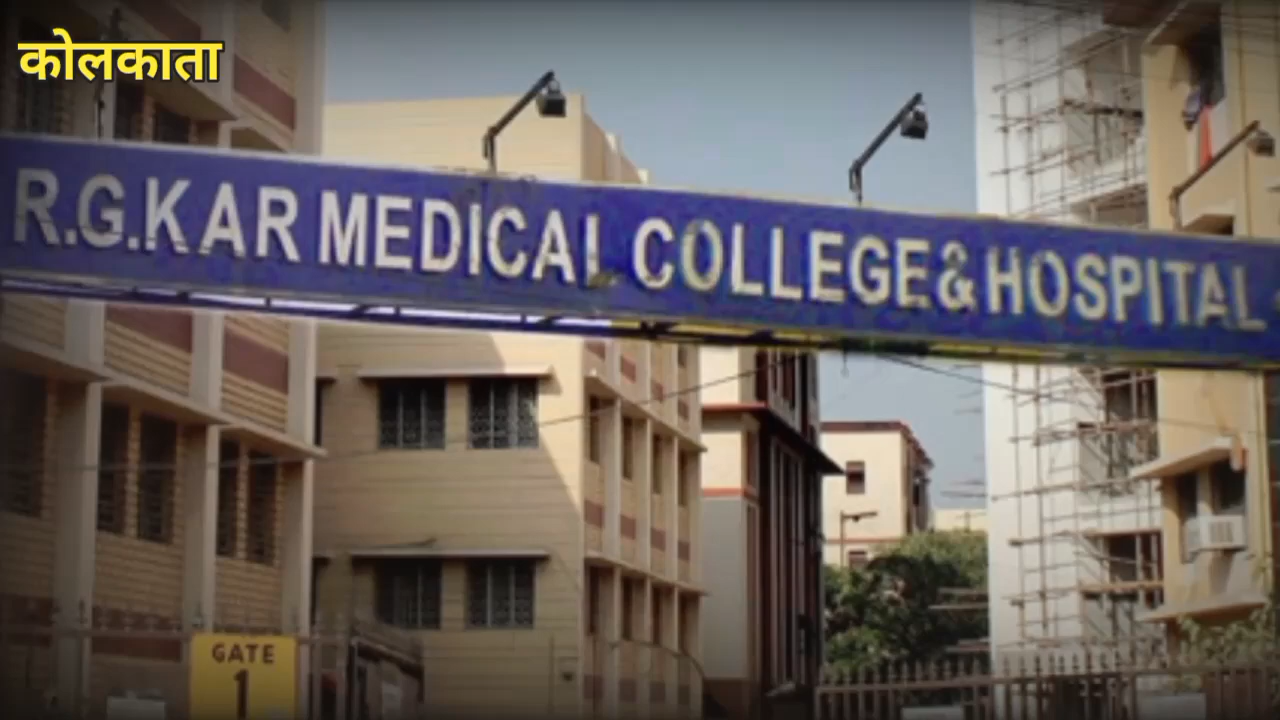 कोलकाता
R.G.KAR MEDICAL COLLEGE & HOSPITAL
GATE
1